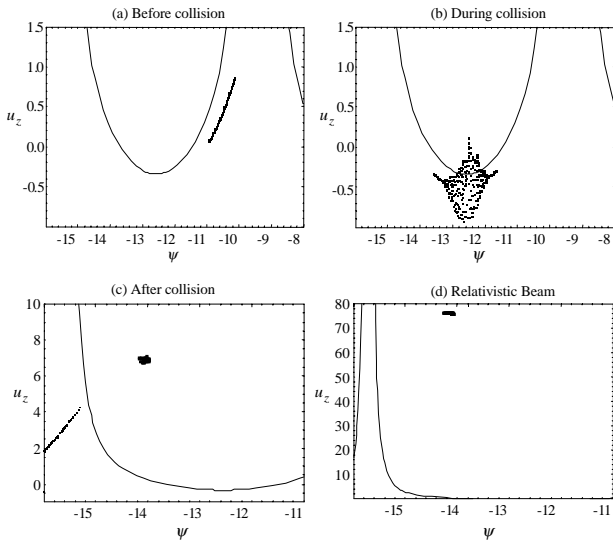 (a) Before collision
(b) During collision
1.5
1.0
0.5
0.0
-0.5
u_z
-15 -14 -13 -12 -11 -10 -9 -8
ψ
1.5
1.0
0.5
0.0
-0.5
u_z
-15 -14 -13 -12 -11 -10 -9 -8
ψ
(c) After collision
(d) Relativistic Beam
10
8
6
4
2
0
u_z
-15 -14 -13 -12 -11
ψ
80
70
60
50
40
30
20
10
u_z
-15 -14 -13 -12 -11
ψ